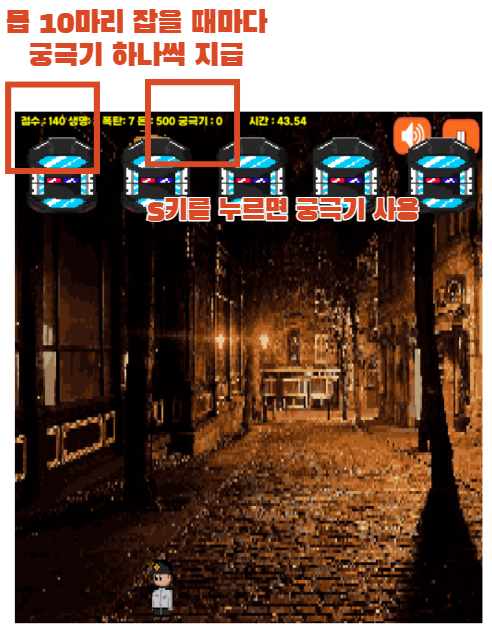 몹 10마리 잡을 때마다
궁극기 하나씩 지급
점수 : 140 생명: 폭탄: 7 돈 : 500 궁극기 : 0 시간 : 43.54
S키를 누르면 궁극기 사용